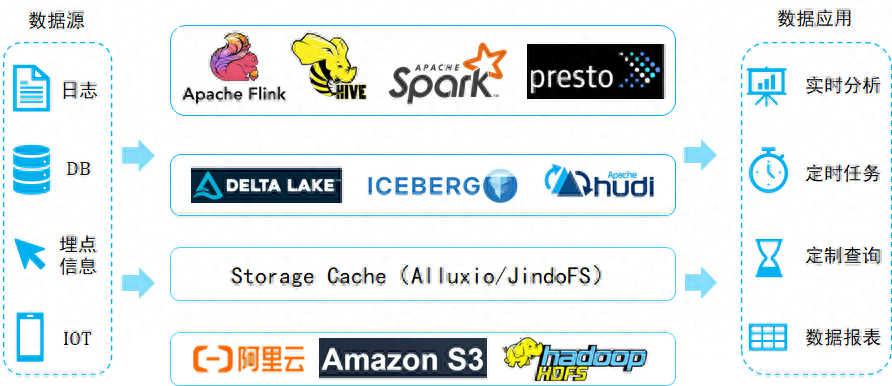 数据源
日志
DB
埋点
信息
IOT
Apache Flink
HIVE
APACHE
Spark™
presto
DELTA LAKE
ICEBERG
Apache
hudi
Storage Cache（Alluxio/JindoFS）
阿里云
Amazon S3
hadoop
HDFS
数据应用
实时分析
定时任务
定制查询
数据报表